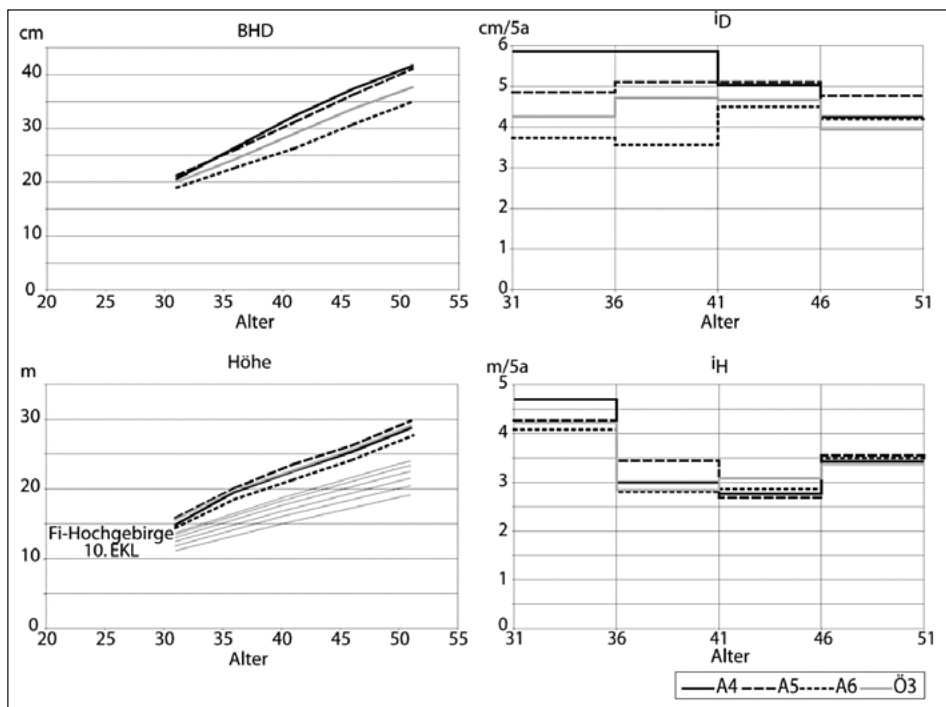 BHD
cm
40
30
20
10
0
20 25 30 35 40 45 50 55
Alter
iD
cm/5a
6
5
4
3
2
1
0
31 36 41 46 51
Alter
Höhe
m
30
20
10
0
Fi-Hochgebirge
10. EKL
20 25 30 35 40 45 50 55
Alter
iH
m/5a
5
4
3
2
1
0
31 36 41 46 51
Alter
A4 A5 A6 Ö3